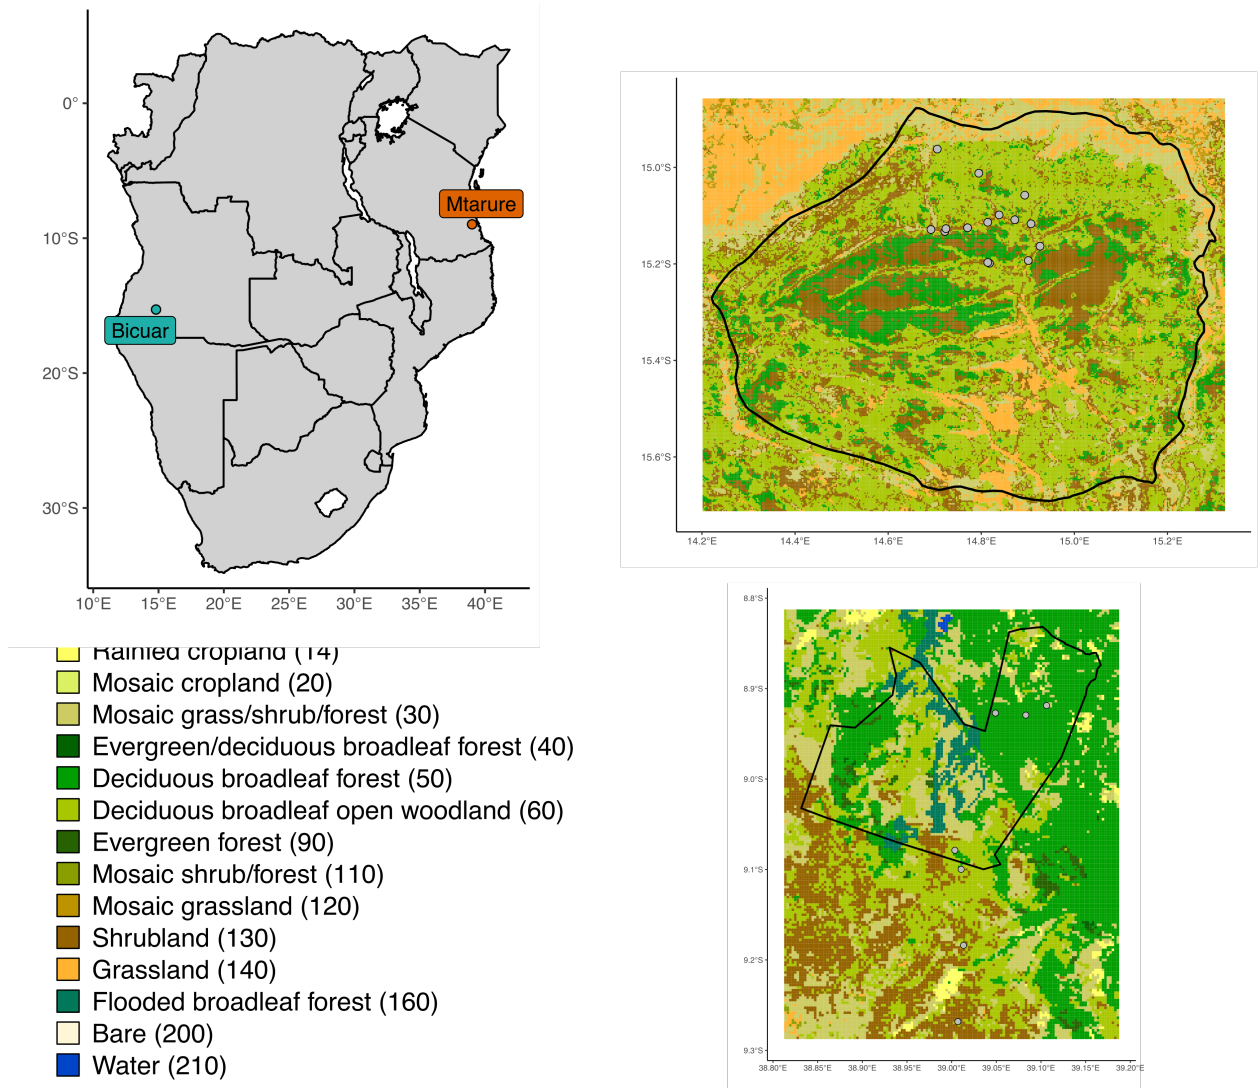 0°
10°S
20°S
30°S
10°E 15°E 20°E 25°E 30°E 35°E 40°E
Mtarure
Bicuar
15.0°S
15.2°S
15.4°S
15.6°S
14.2°E 14.4°E 14.6°E 14.8°E 15.0°E 15.2°E
Rainfed cropland (14)
Mosaic cropland (20)
Mosaic grass/shrub/forest (30)
Evergreen/deciduous broadleaf forest (40)
Deciduous broadleaf forest (50)
Deciduous broadleaf open woodland (60)
Evergreen forest (90)
Mosaic shrub/forest (110)
Mosaic grassland (120)
Shrubland (130)
Grassland (140)
Flooded broadleaf forest (160)
Bare (200)
Water (210)
8.8°S
8.9°S
9.0°S
9.1°S
9.2°S
9.3°S
38.80°E 38.85°E 38.90°E 38.95°E 39.00°E 39.05°E 39.10°E 39.15°E 39.20°E